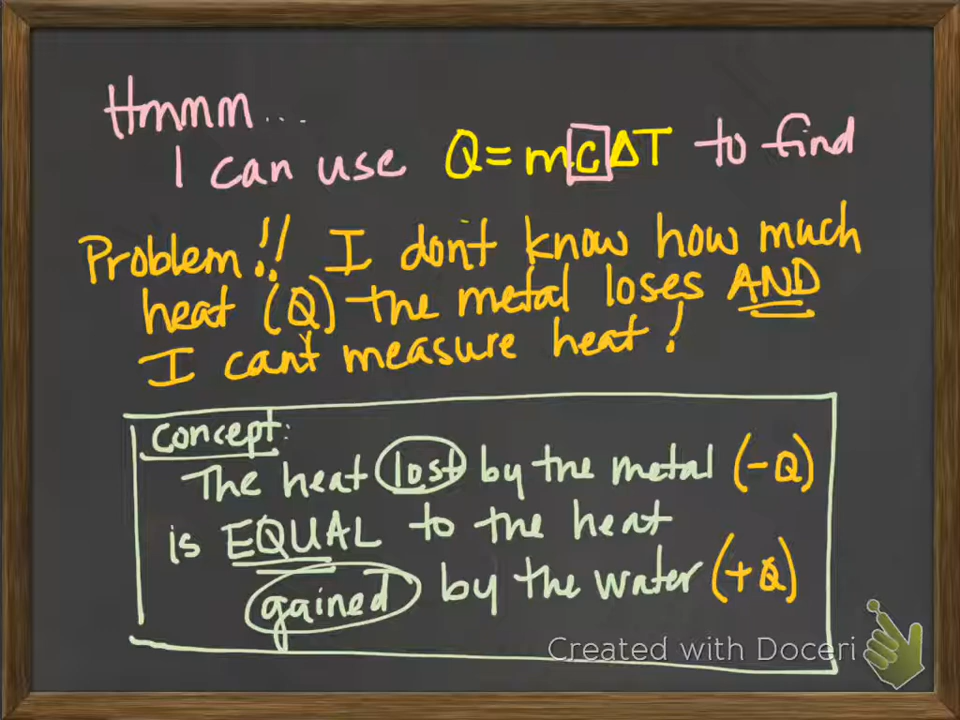 Hmmm...
I can use Q=mcΔT to find
Problem!! I don't know how much
heat (Q) the metal loses AND
I can't measure heat!
Concept:
The heat lost by the metal (-Q)
is EQUAL to the heat
gained by the water (+Q)
Created with Doceri